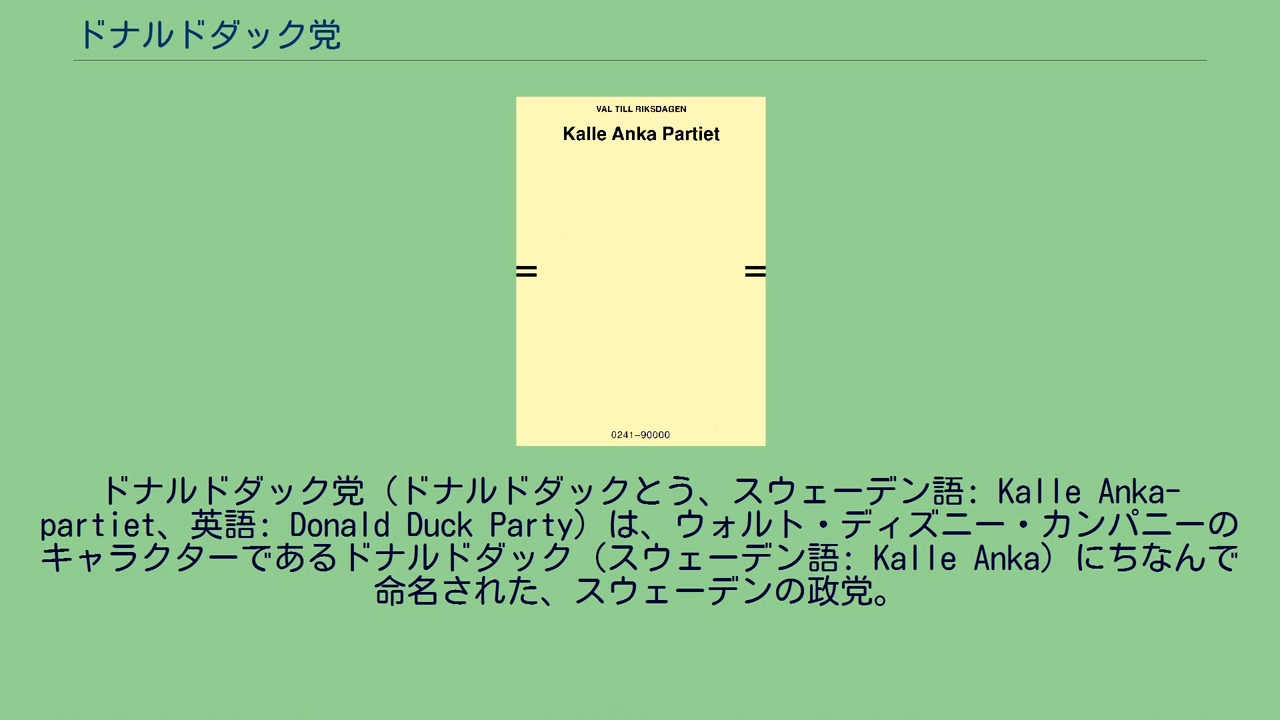 ドナルドダック党
VAL TILL RIKSDAGEN
Kalle Anka Partiet
=
=
0241–90000
ドナルドダック党（ドナルドダックとう、スウェーデン語: Kalle Anka-
partiet、英語: Donald Duck Party）は、ウォルト・ディズニー・カンパニーの
キャラクターであるドナルドダック（スウェーデン語: Kalle Anka）にちなんで
命名された、スウェーデンの政党。